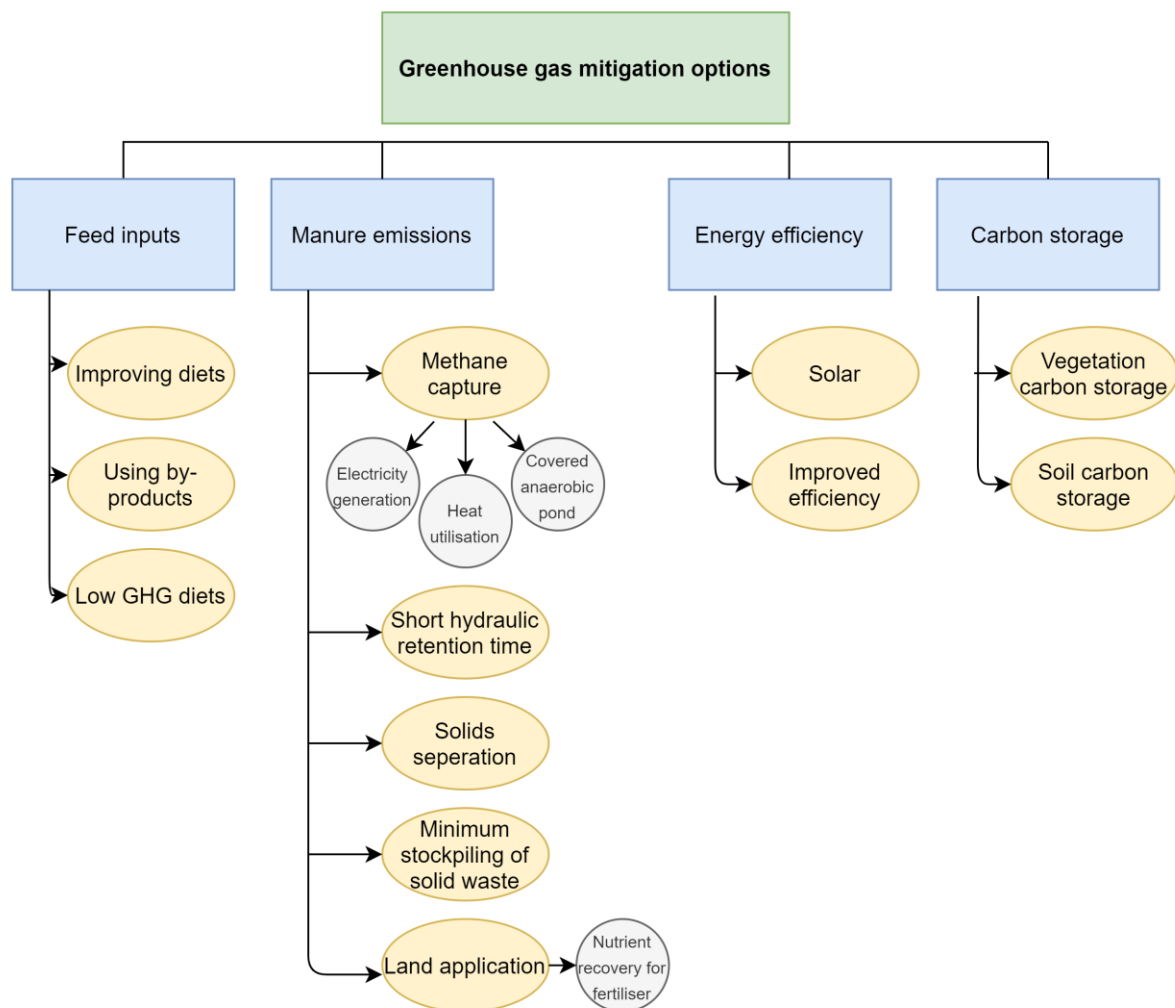 Greenhouse gas mitigation options
Feed inputs
Manure emissions
Energy efficiency
Carbon storage
Improving diets
Using by-
products
Low GHG diets
Methane
capture
Electricity
generation
Heat
utilisation
Covered
anaerobic
pond
Short hydraulic
retention time
Solids
seperation
Minimum
stockpiling of
solid waste
Land application
Nutrient
recovery for
fertiliser
Solar
Improved
efficiency
Vegetation
carbon storage
Soil carbon
storage